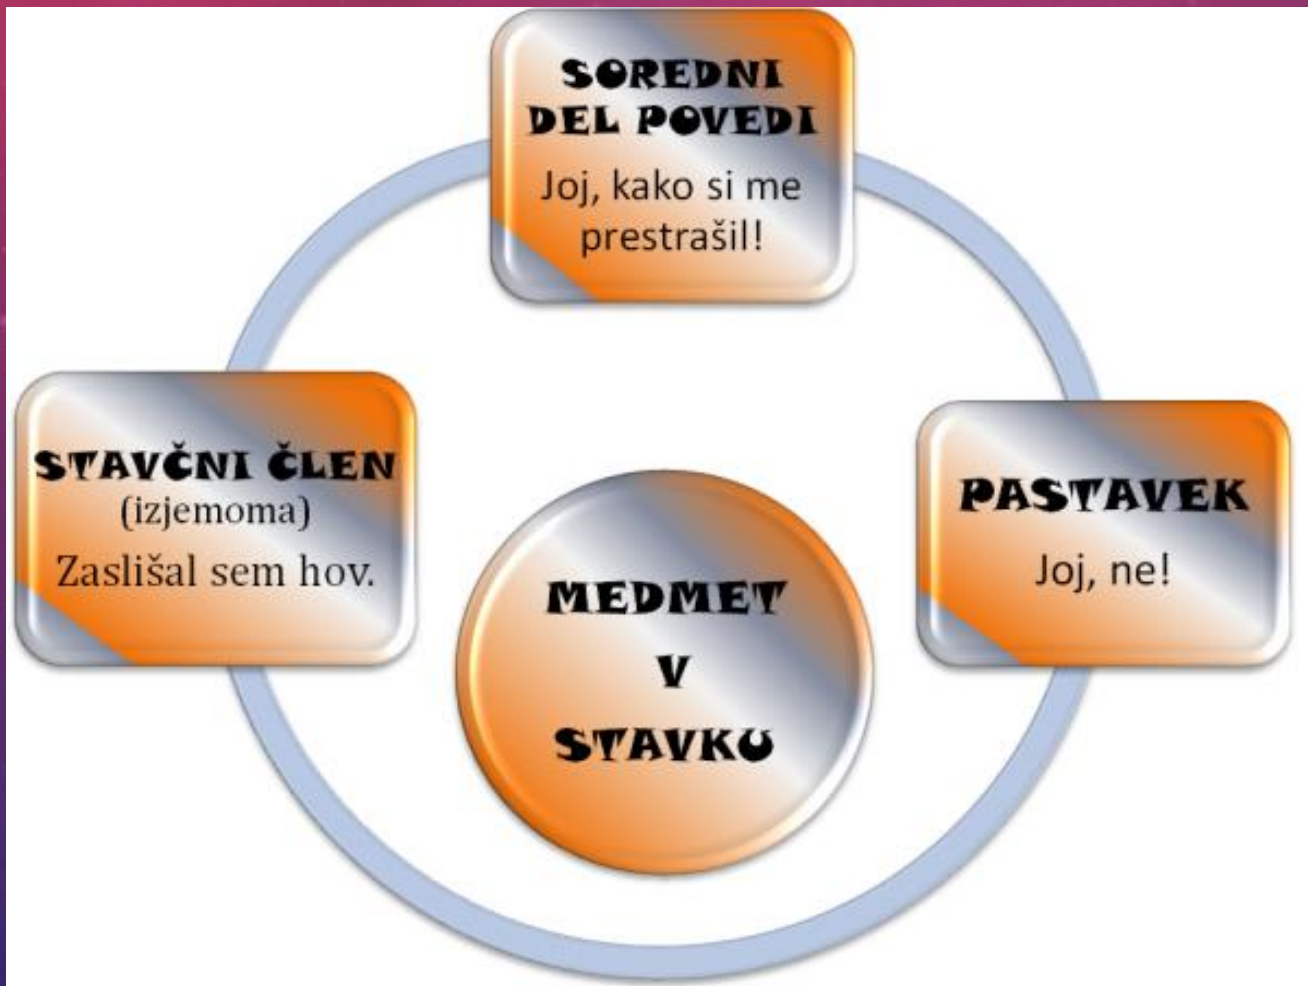 SOREDNI
DEL POVEDI
Joj, kako si me
prestrašil!
STAVČNI ČLEN
(izjemoma)
Zaslišal sem hov.
PASTAVEK
Joj, ne!
MEDMET
V
STAVKU